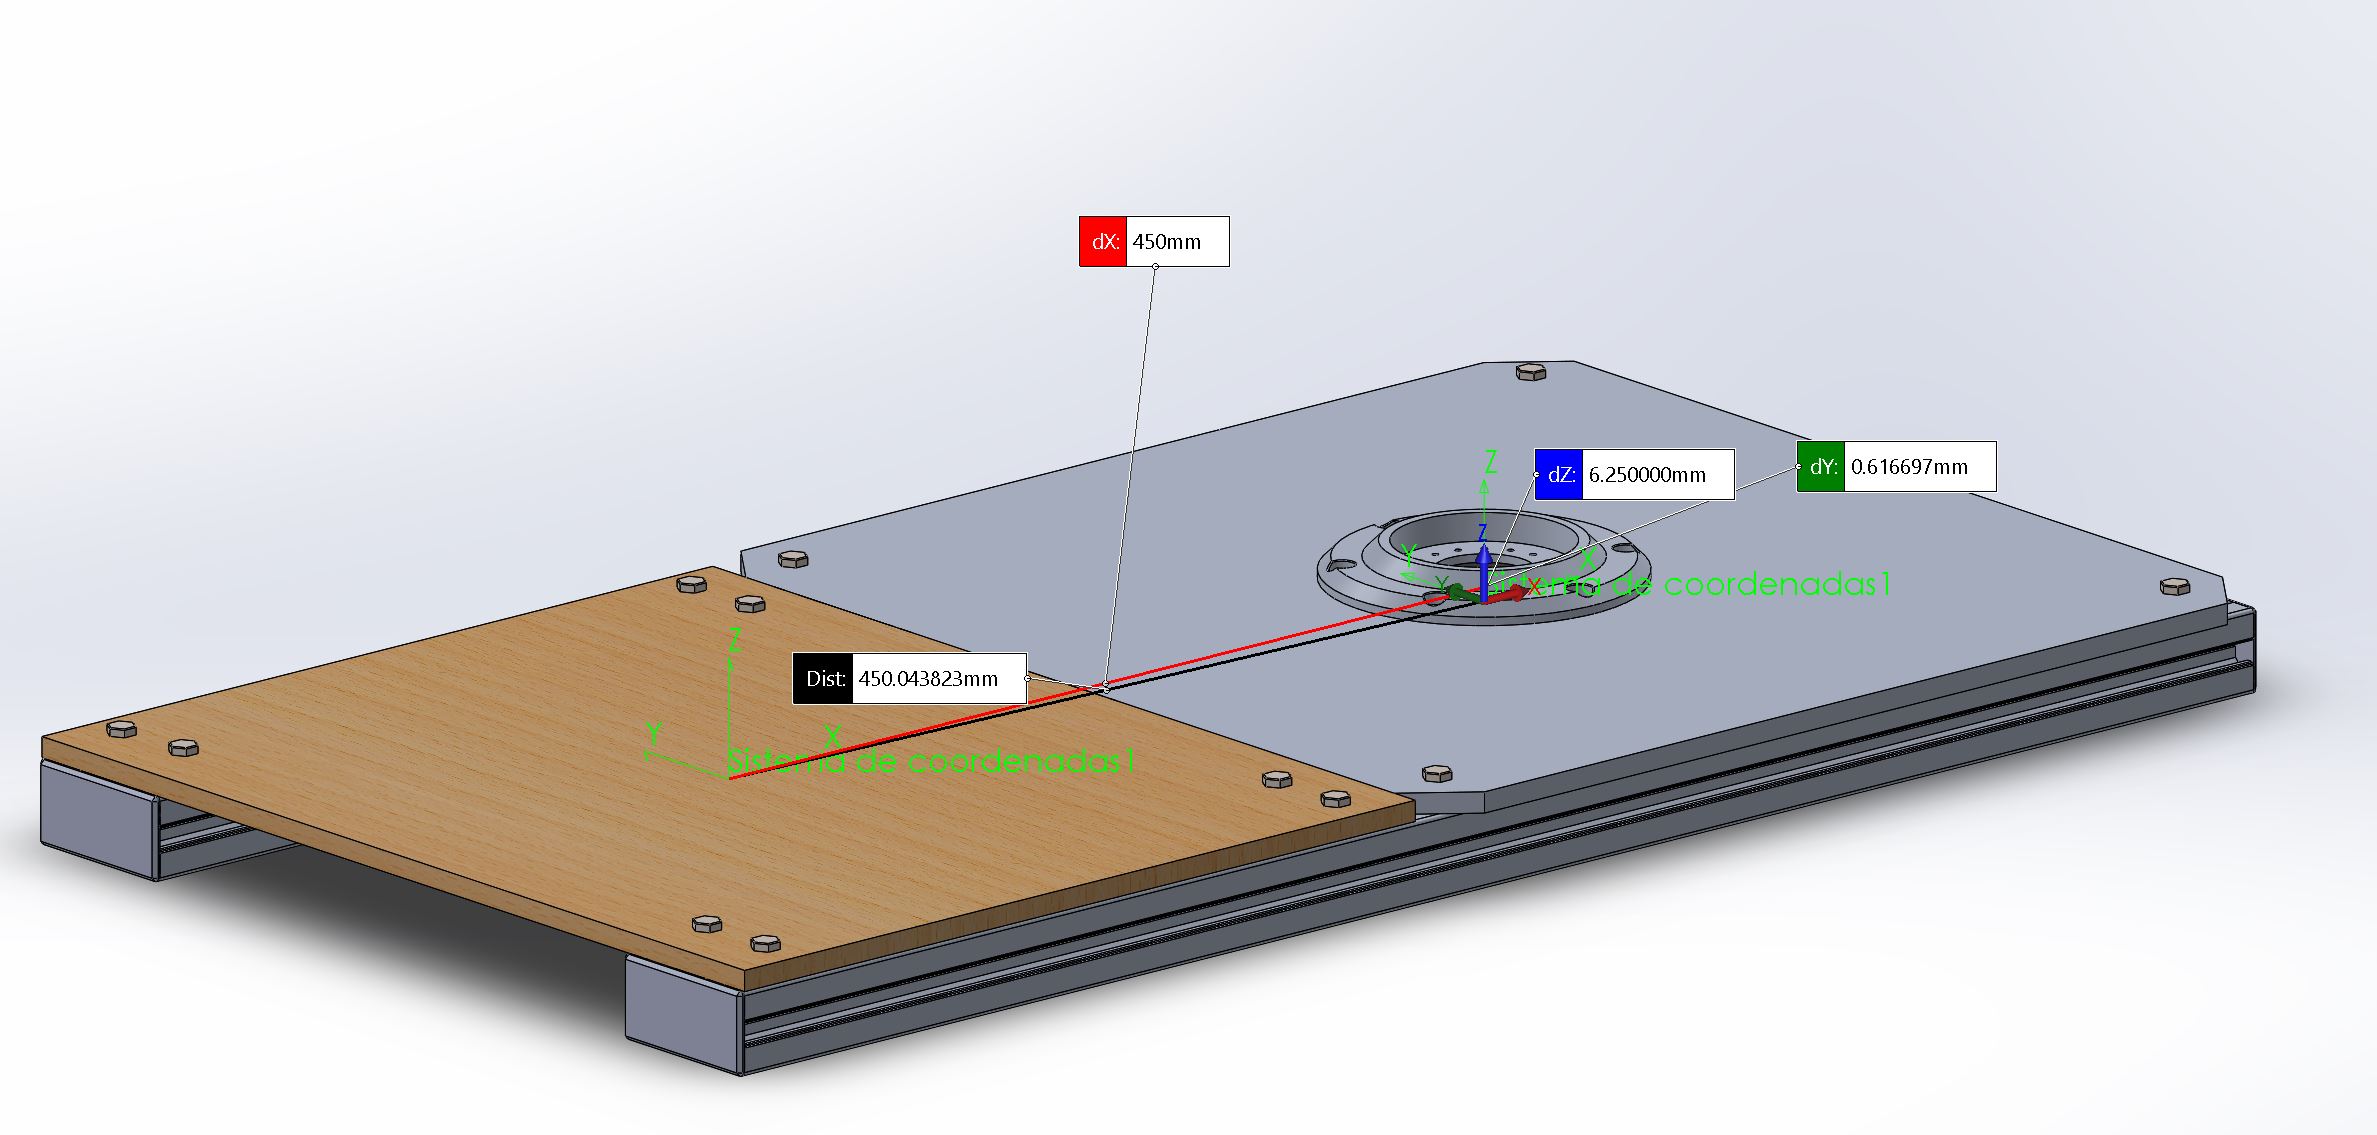 dX: 450mm
Z
dZ: 6.250000mm
dY: 0.616697mm
Z
Y
X
Y
X
Sistema de coordenadas1
Z
Dist: 450.043823mm
Y
X
Sistema de coordenadas1